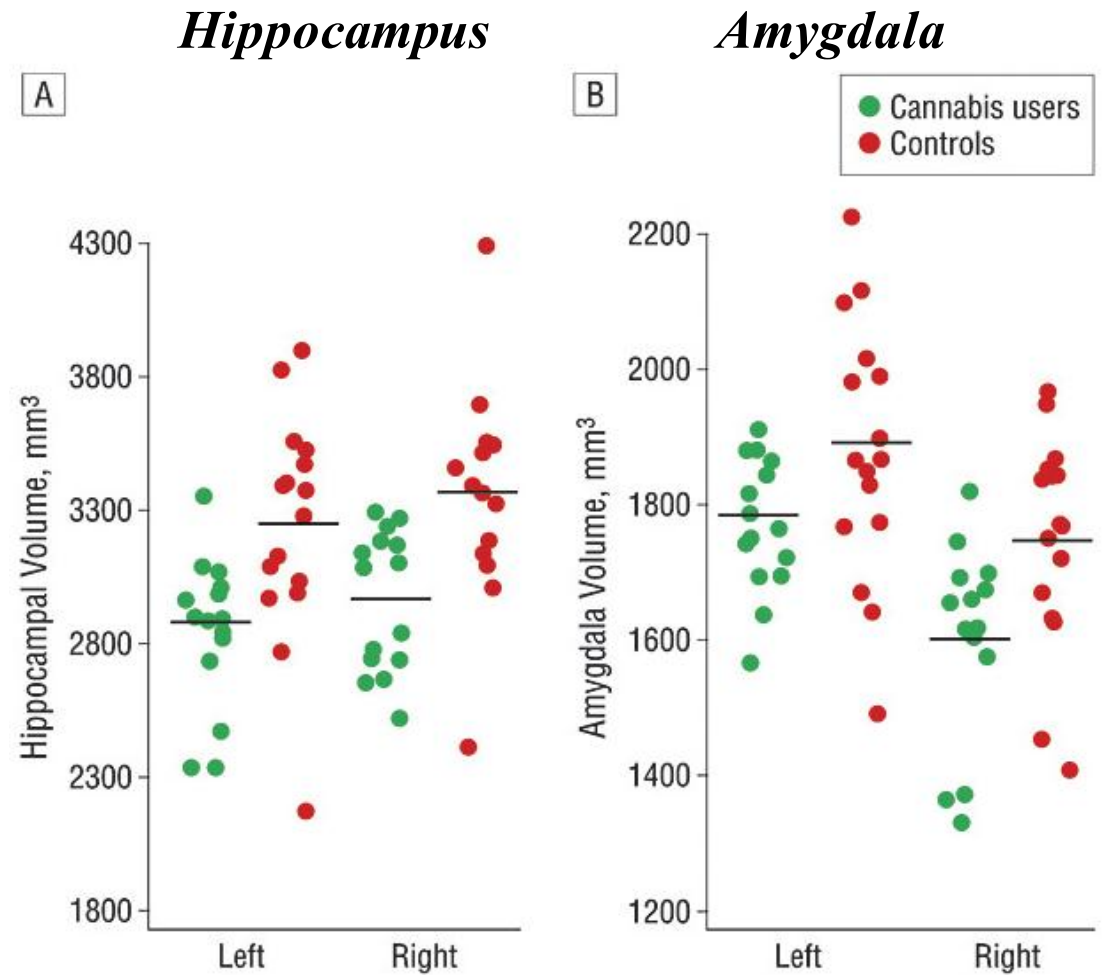 Hippocampus
Amygdala
A
B
Cannabis users
Controls
Hippocampal Volume, mm³
4300
3800
3300
2800
2300
1800
Left
Right
Amygdala Volume, mm³
2200
2000
1800
1600
1400
1200
Left
Right